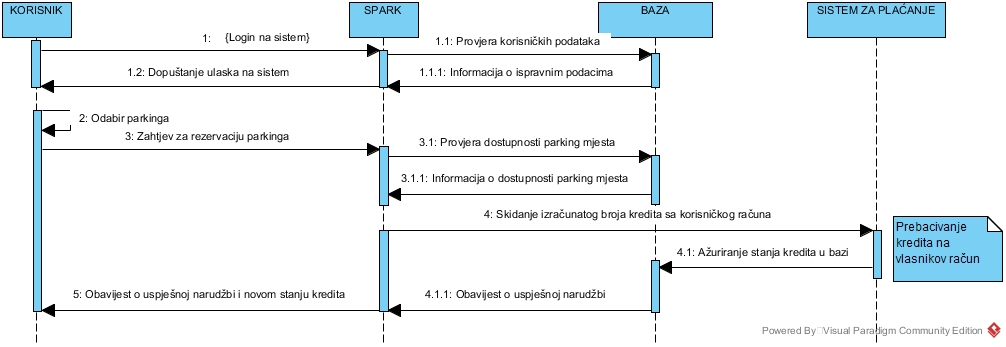 KORISNIK
SPARK
BAZA
SISTEM ZA PLAĆANJE
1: {Login na sistem}
1.1: Provjera korisničkih podataka
1.2: Dopuštanje ulaska na sistem
1.1.1: Informacija o ispravnim podacima
2: Odabir parkinga
3: Zahtjev za rezervaciju parkinga
3.1: Provjera dostupnosti parking mjesta
3.1.1: Informacija o dostupnosti parking mjesta
4: Skidanje izračunatog broja kredita sa korisničkog računa
Prebacivanje
kredita na
vlasnikov račun
4.1: Ažuriranje stanja kredita u bazi
5: Obavijest o uspješnoj narudžbi i novom stanju kredita
4.1.1: Obavijest o uspješnoj narudžbi
Powered By Visual Paradigm Community Edition